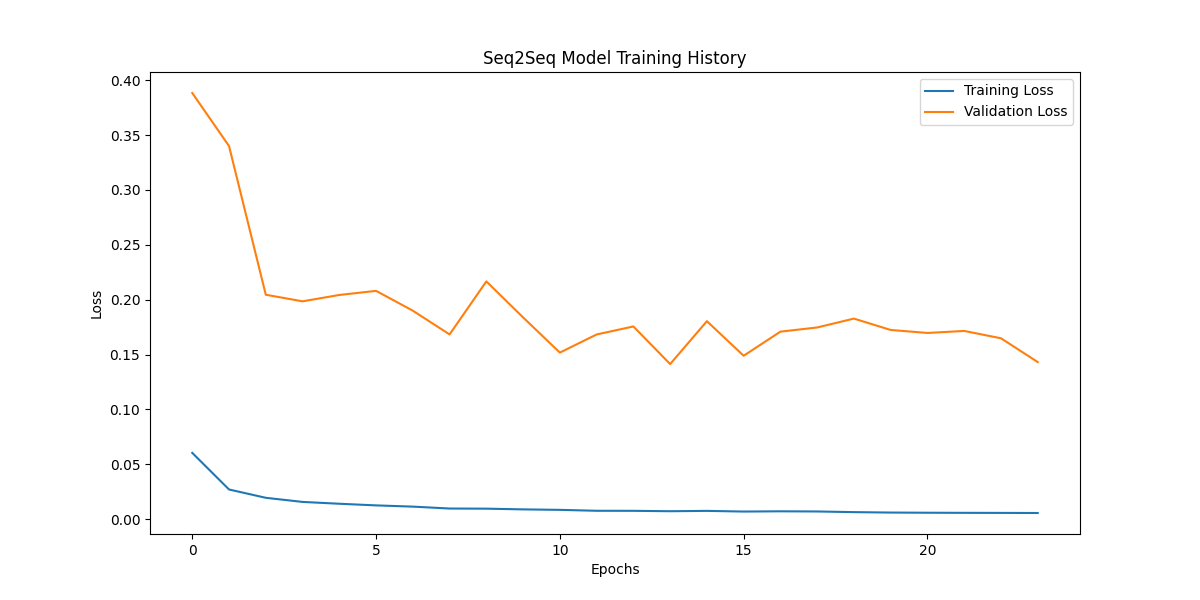 Seq2Seq Model Training History
Training Loss
Validation Loss
0.40
0.35
0.30
0.25
0.20
0.15
0.10
0.05
0.00
Loss
0 5 10 15 20
Epochs